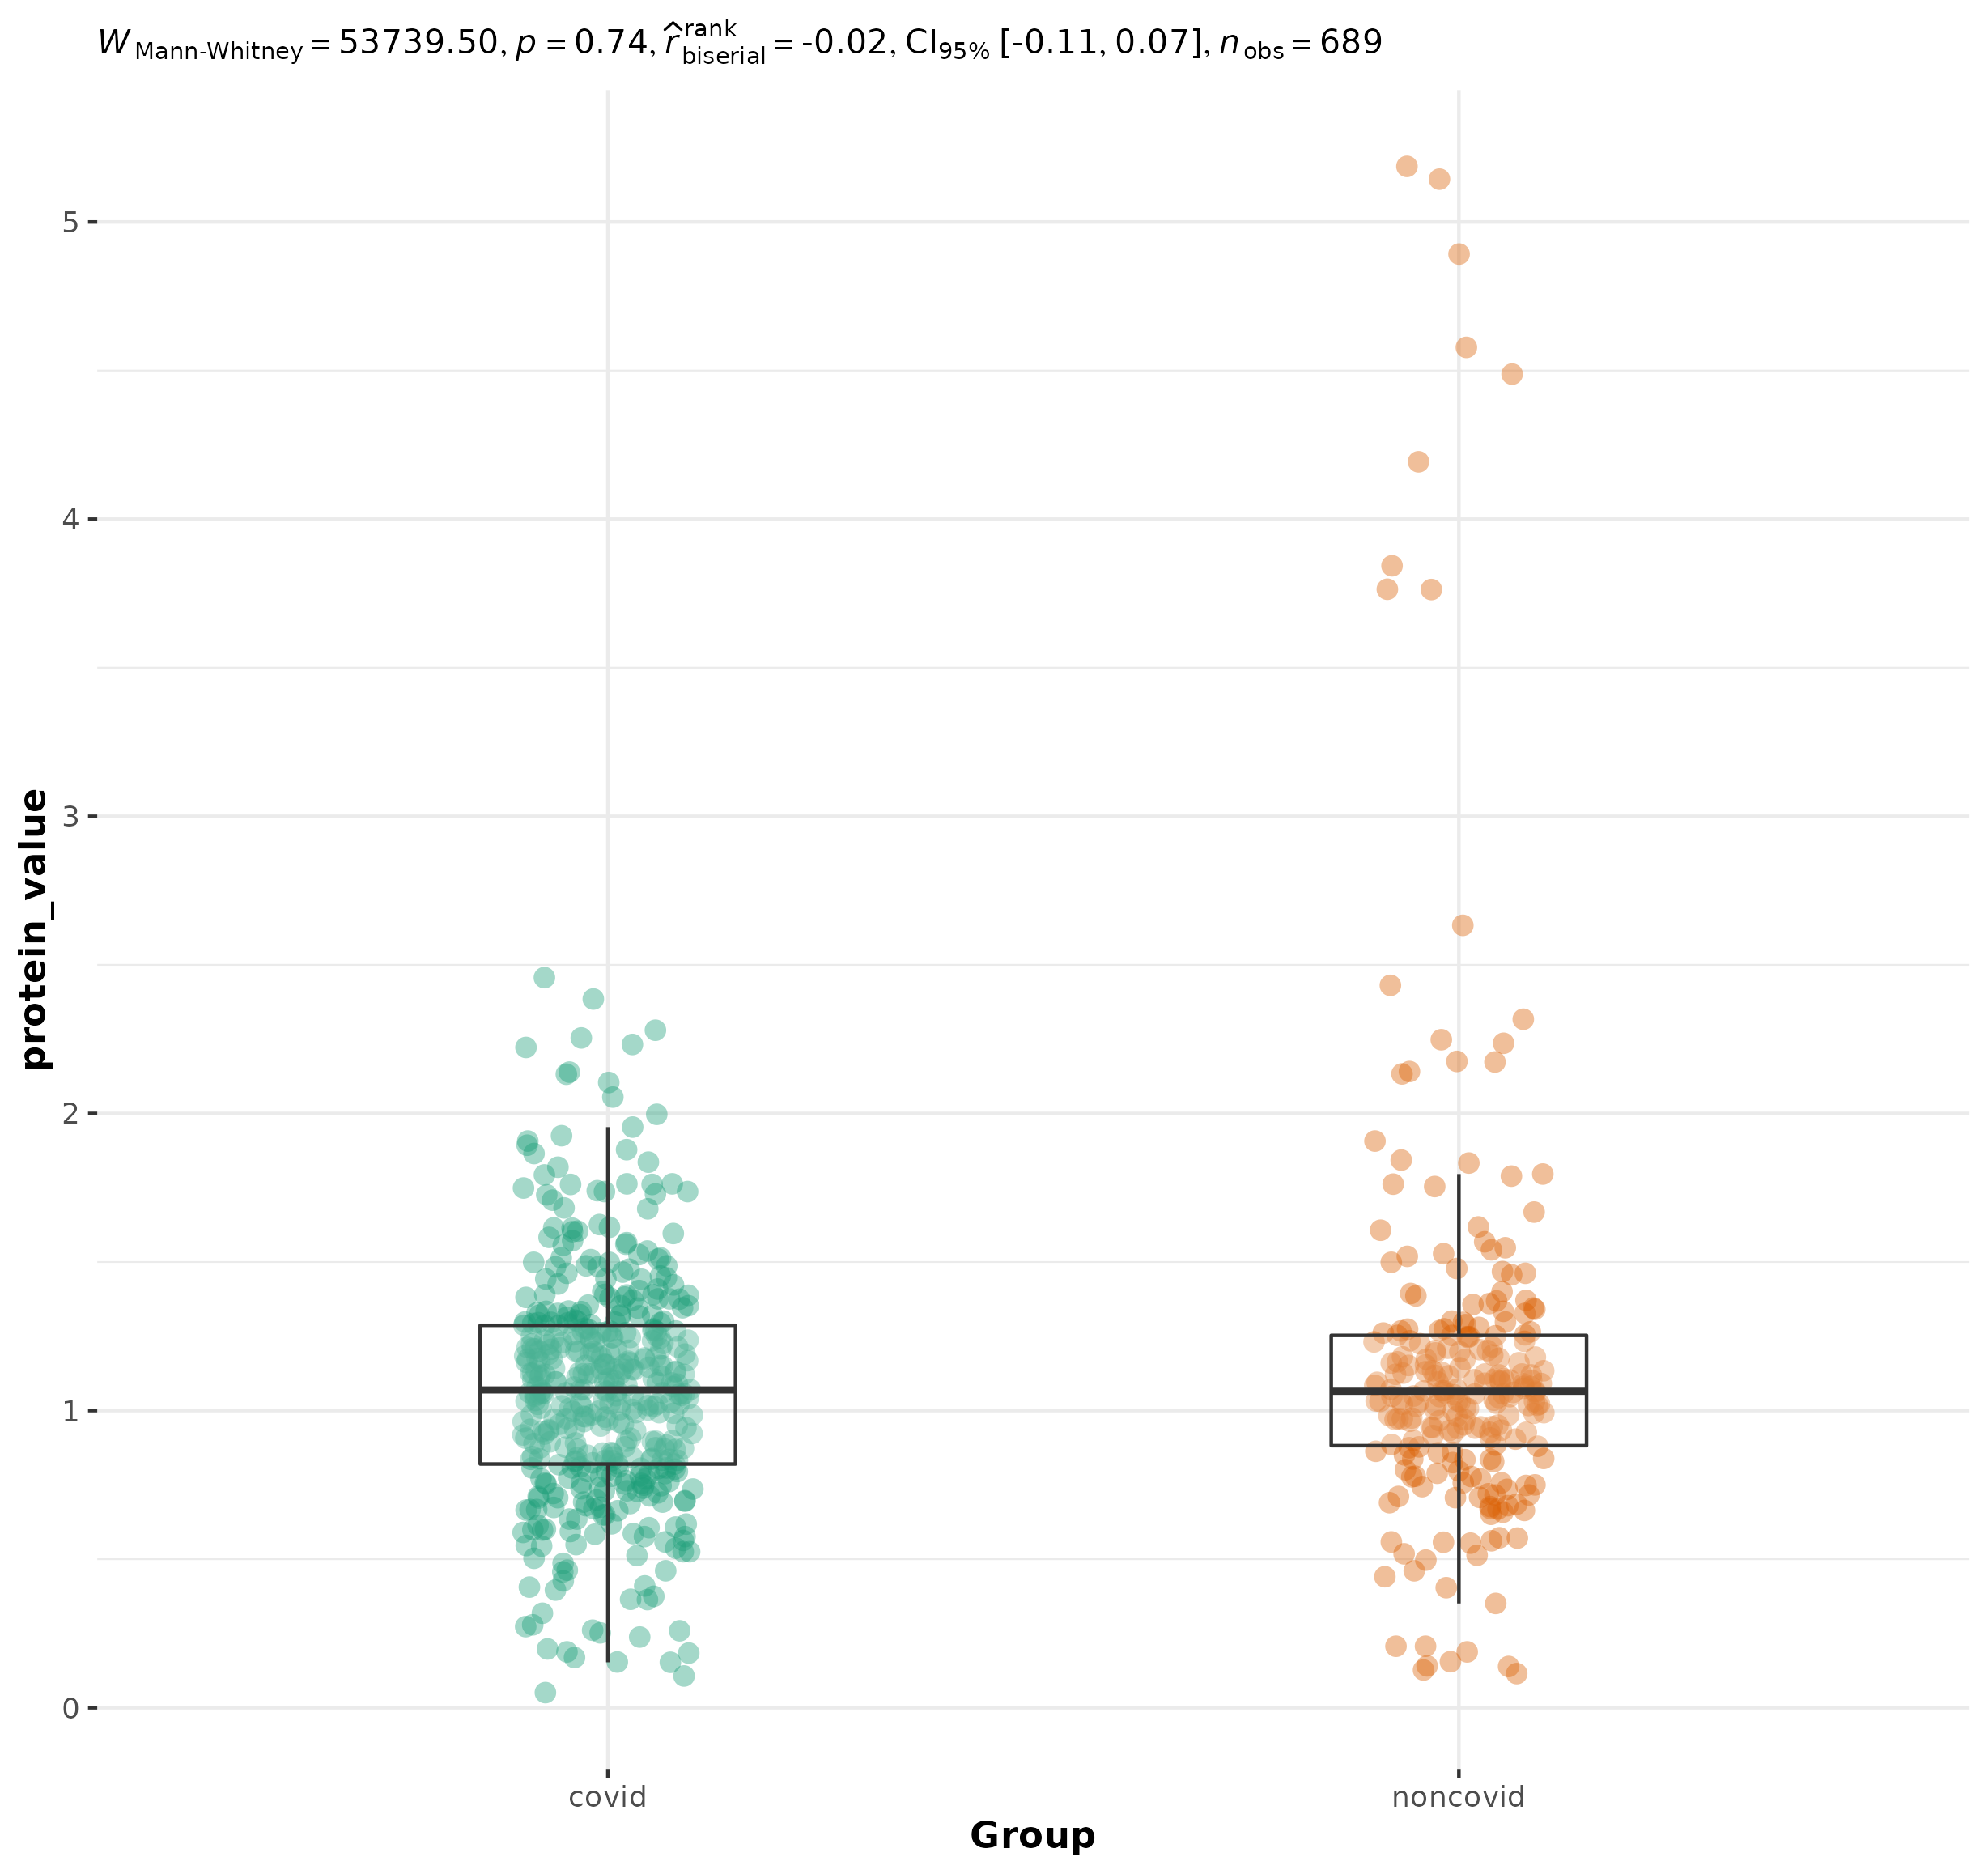 W Mann-Whitney = 53739.50, p = 0.74, r̂ rank biserial = -0.02, CI95% [-0.11, 0.07], n obs = 689
protein_value
5
4
3
2
1
0
covid noncovid
Group